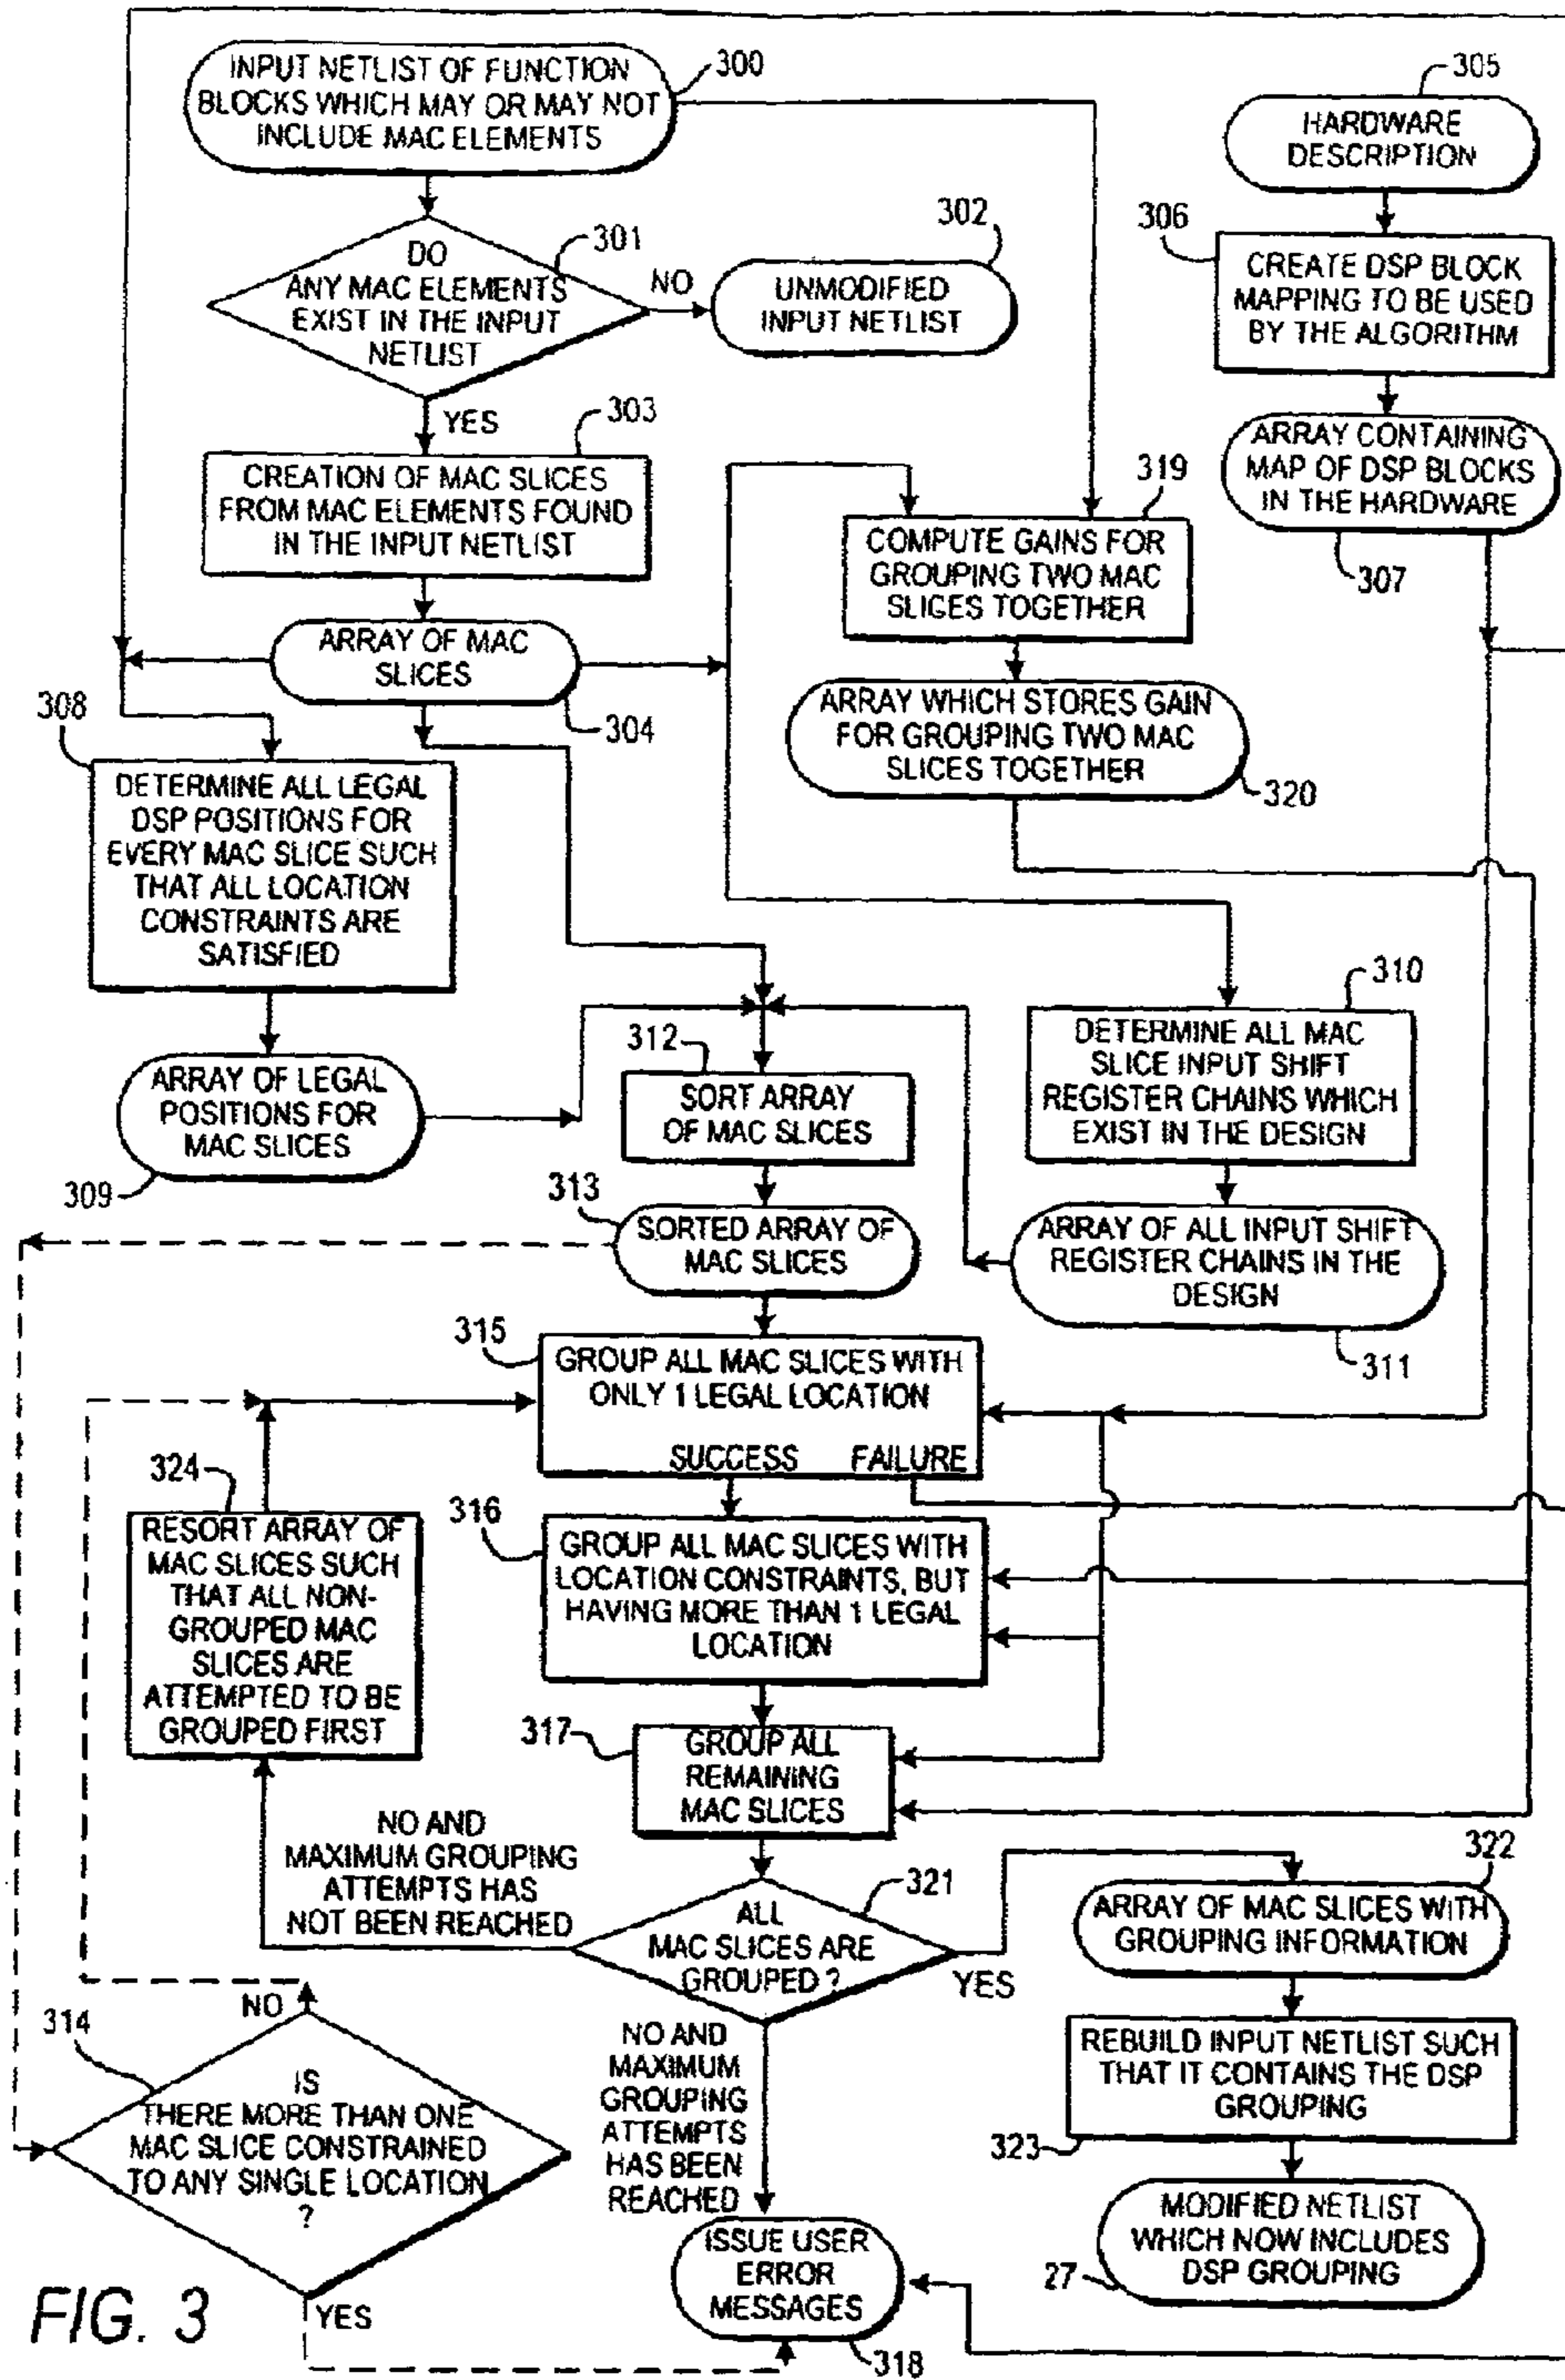 INPUT NETLIST OF FUNCTION
BLOCKS WHICH MAY OR MAY NOT
INCLUDE MAC ELEMENTS
300
305
HARDWARE
DESCRIPTION
DO
ANY MAC ELEMENTS
EXIST IN THE INPUT
NETLIST
301
NO
302
UNMODIFIED
INPUT NETLIST
306
CREATE DSP BLOCK
MAPPING TO BE USED
BY THE ALGORITHM
YES
303
CREATION OF MAC SLICES
FROM MAC ELEMENTS FOUND
IN THE INPUT NETLIST
ARRAY CONTAINING
MAP OF DSP BLOCKS
IN THE HARDWARE
307
319
COMPUTE GAINS FOR
GROUPING TWO MAC
SLICES TOGETHER
ARRAY OF MAC
SLICES
304
ARRAY WHICH STORES GAIN
FOR GROUPING TWO MAC
SLICES TOGETHER
320
308
DETERMINE ALL LEGAL
DSP POSITIONS FOR
EVERY MAC SLICE SUCH
THAT ALL LOCATION
CONSTRAINTS ARE
SATISFIED
310
DETERMINE ALL MAC
SLICE INPUT SHIFT
REGISTER CHAINS WHICH
EXIST IN THE DESIGN
312
SORT ARRAY
OF MAC SLICES
ARRAY OF LEGAL
POSITIONS FOR
MAC SLICES
309
313
SORTED ARRAY OF
MAC SLICES
ARRAY OF ALL INPUT SHIFT
REGISTER CHAINS IN THE
DESIGN
311
315
GROUP ALL MAC SLICES WITH
ONLY 1 LEGAL LOCATION
SUCCESS FAILURE
324
RESORT ARRAY OF
MAC SLICES SUCH
THAT ALL NON-
GROUPED MAC
SLICES ARE
ATTEMPTED TO BE
GROUPED FIRST
316
GROUP ALL MAC SLICES WITH
LOCATION CONSTRAINTS, BUT
HAVING MORE THAN 1 LEGAL
LOCATION
317
GROUP ALL
REMAINING
MAC SLICES
NO AND
MAXIMUM GROUPING
ATTEMPTS HAS
NOT BEEN REACHED
321
ALL
MAC SLICES ARE
GROUPED ?
YES
322
ARRAY OF MAC SLICES WITH
GROUPING INFORMATION
NO
314
IS
THERE MORE THAN ONE
MAC SLICE CONSTRAINED
TO ANY SINGLE LOCATION
?
YES
NO AND
MAXIMUM
GROUPING
ATTEMPTS
HAS BEEN
REACHED
REBUILD INPUT NETLIST SUCH
THAT IT CONTAINS THE DSP
GROUPING
323
MODIFIED NETLIST
WHICH NOW INCLUDES
DSP GROUPING
27
ISSUE USER
ERROR
MESSAGES
318
FIG. 3